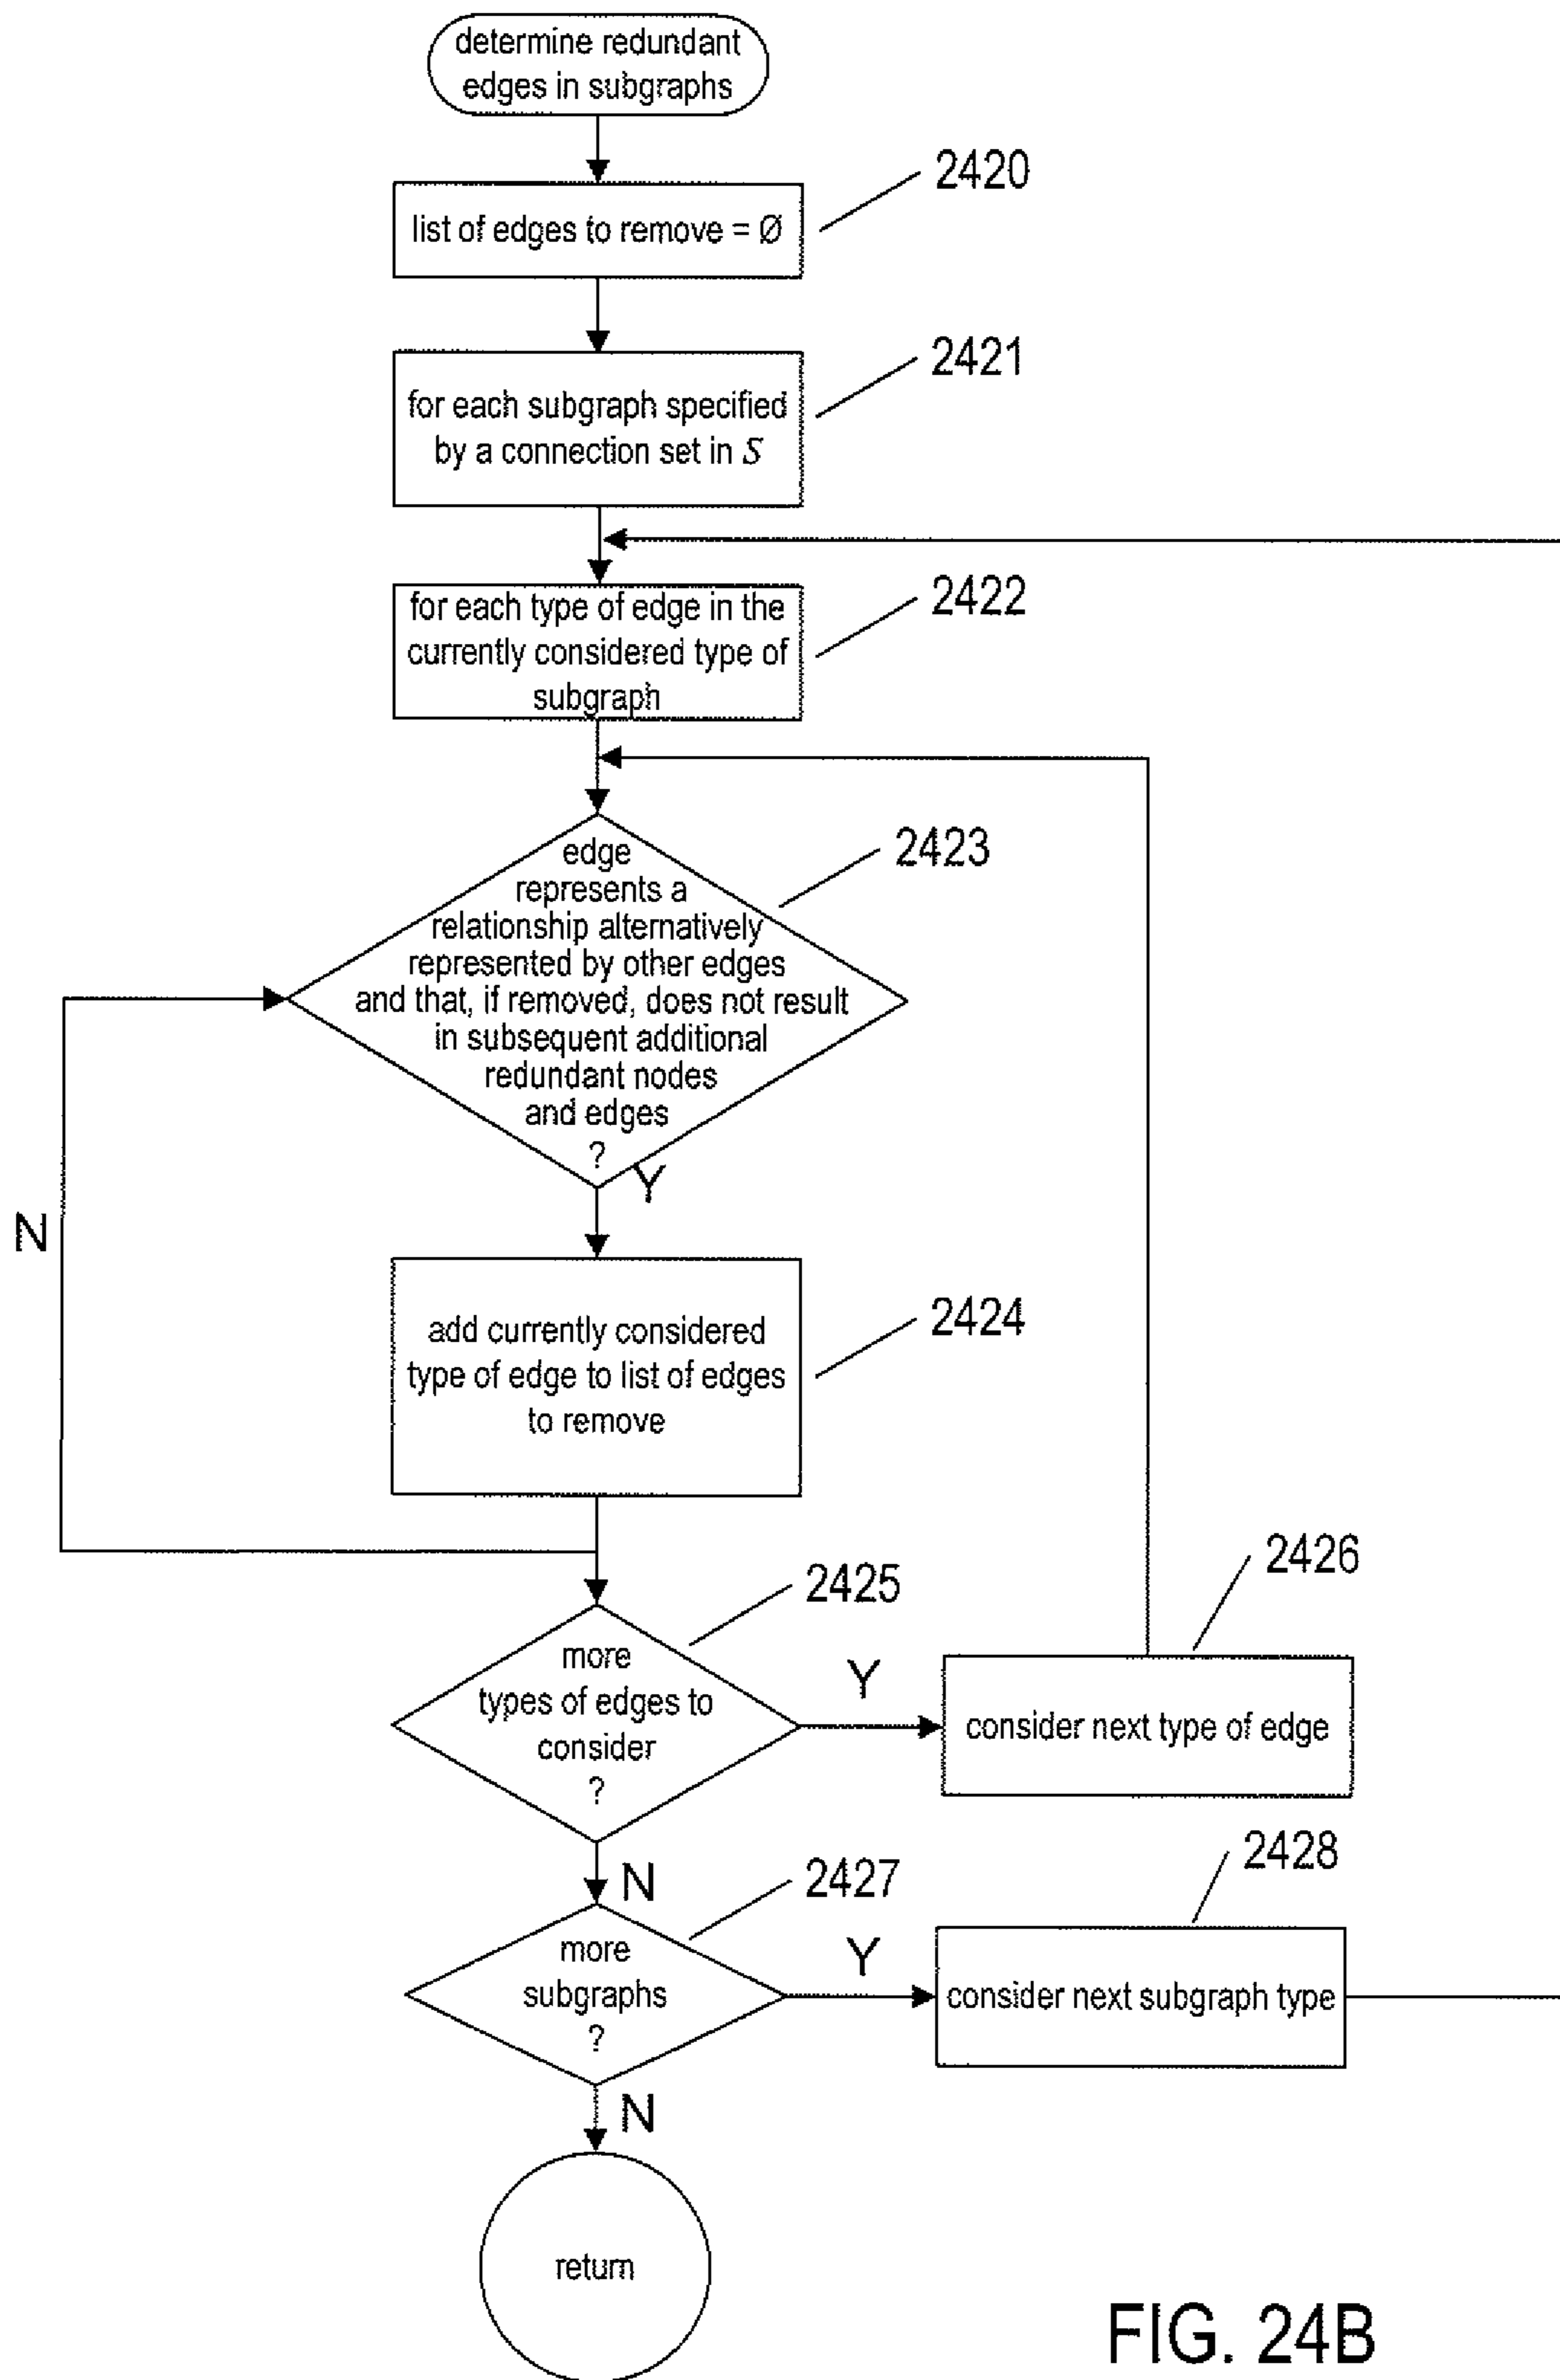 determine redundant
edges in subgraphs
2420
list of edges to remove = Ø
2421
for each subgraph specified
by a connection set in S
2422
for each type of edge in the
currently considered type of
subgraph
2423
edge
represents a
relationship alternatively
represented by other edges
and that, if removed, does not result
in subsequent additional
redundant nodes
and edges
?
Y
N
2424
add currently considered
type of edge to list of edges
to remove
2425
more
types of edges to
consider
?
Y
2426
consider next type of edge
N
2427
more
subgraphs
?
Y
2428
consider next subgraph type
N
return
FIG. 24B